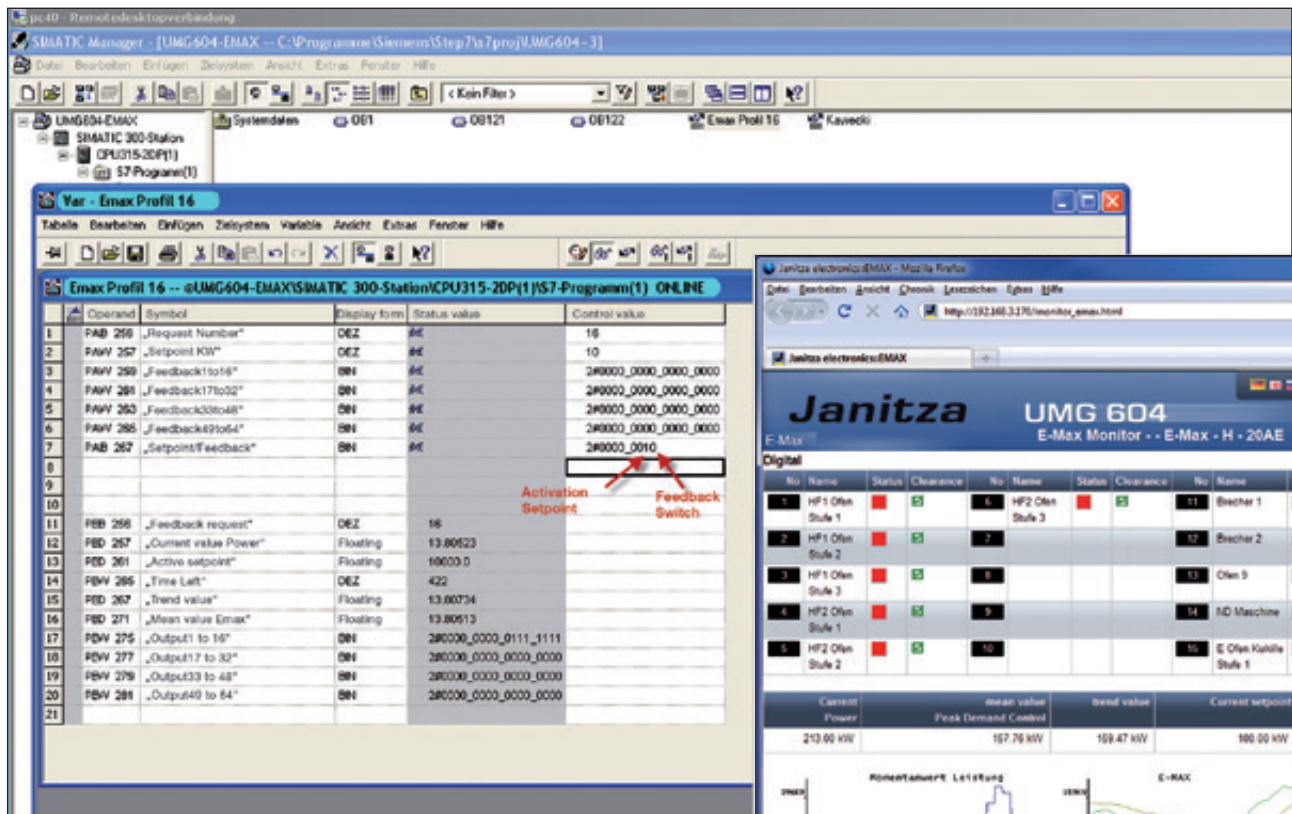 pc40 - Remotedesktopverbindung
SIMATIC Manager - [UMG604-EMAX -- C:\Programme\Siemens\Step7\s7proj\UMG604-3]
Datei Bearbeiten Einfügen Zielsystem Ansicht Extras Fenster Hilfe
< Kein Filter >
UMG604-EMAX
SIMATIC 300-Station
CPU315-2DP(1)
S7-Programm(1)
Systemdaten OB1 OB121 OB122 Emax Profil 16 Kawecki
Var - Emax Profil 16
Tabelle Bearbeiten Einfügen Zielsystem Variable Ansicht Extras Fenster Hilfe
Emax Profil 16 -- @UMG604-EMAX\SIMATIC 300-Station\CPU315-2DP(1)\S7-Programm(1) ONLINE
Operand Symbol Display form Status value Control value
1 PAB 256 „Request Number" DEZ 16
2 PAW 257 „Setpoint KW" DEZ 10
3 PAW 259 „Feedback1to16" BIN 2#0000_0000_0000_0000
4 PAW 261 „Feedback17to32" BIN 2#0000_0000_0000_0000
5 PAW 263 „Feedback33to48" BIN 2#0000_0000_0000_0000
6 PAW 265 „Feedback49to64" BIN 2#0000_0000_0000_0000
7 PAB 267 „Setpoint/Feedback" BIN 2#0000_0010
8
9
10
Activation Setpoint
Feedback Switch
11 PEB 256 „Feedback request" DEZ 16
12 PED 257 „Current value Power" Floating 13.80623
13 PED 261 „Active setpoint" Floating 10000.0
14 PEW 265 „Time Left" DEZ 422
15 PED 267 „Trend value" Floating 13.80734
16 PED 271 „Mean value Emax" Floating 13.80613
17 PEW 275 „Output1 to 16" BIN 2#0000_0000_0111_1111
18 PEW 277 „Output17 to 32" BIN 2#0000_0000_0000_0000
19 PEW 279 „Output33 to 48" BIN 2#0000_0000_0000_0000
20 PEW 281 „Output49 to 64" BIN 2#0000_0000_0000_0000
21
Janitza electronics:EMAX - Mozilla Firefox
Datei Bearbeiten Ansicht Chronik Lesezeichen Extras Hilfe
http://192.168.3.170/monitor_emax.html
Janitza electronics:EMAX
Janitza UMG 604
E-Max E-Max Monitor - - E-Max - H - 20AE
Digital
No Name Status Clearance No Name Status Clearance No Name
1 HF1 Ofen Stufe 1 6 HF2 Ofen Stufe 3 11 Brecher 1
2 HF1 Ofen Stufe 2 7 12 Brecher 2
3 HF1 Ofen Stufe 3 8 13 Ofen 9
4 HF2 Ofen Stufe 1 9 14 ND Maschine
5 HF2 Ofen Stufe 2 10 15 E Ofen Kokille Stufe 1
Current Power mean value Peak Demand Control trend value Current setpoint
213.00 kW 157.76 kW 159.47 kW 180.00 kW
Momentanwert Leistung E-MAX